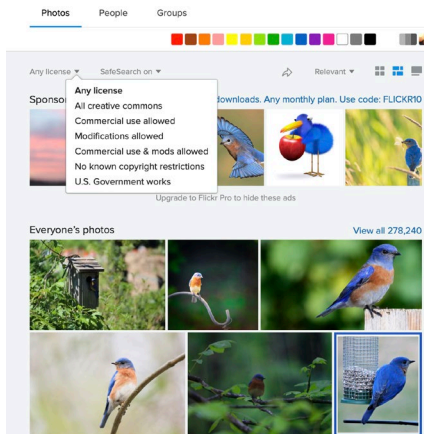 Photos People Groups
Any license SafeSearch on Relevant
Any license
All creative commons
Commercial use allowed
Modifications allowed
Commercial use & mods allowed
No known copyright restrictions
U.S. Government works
Sponso downloads. Any monthly plan. Use code: FLICKR10
Upgrade to Flickr Pro to hide these ads
Everyone's photos View all 278,240